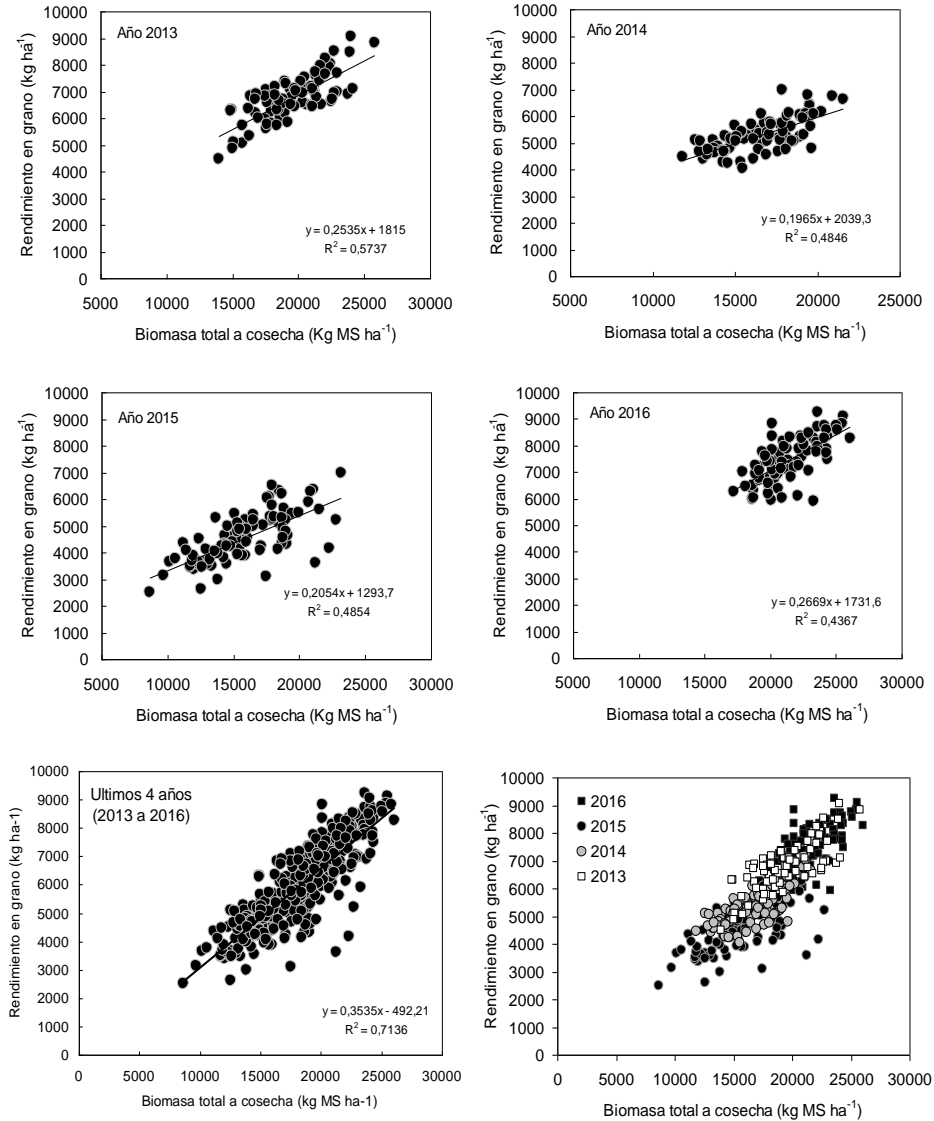 Año 2013
Rendimiento en grano (kg há¹)
10000
9000
8000
7000
6000
5000
4000
3000
2000
1000
0
y = 0,2535x + 1815
R² = 0,5737
5000 10000 15000 20000 25000 30000
Biomasa total a cosecha (Kg MS ha⁻¹)
Año 2014
Rendimiento en grano (kg há¹)
10000
9000
8000
7000
6000
5000
4000
3000
2000
1000
0
y = 0,1965x + 2039,3
R² = 0,4846
5000 10000 15000 20000 25000
Biomasa total a cosecha (Kg MS ha⁻¹)
Año 2015
Rendimiento en grano (kg há¹)
10000
9000
8000
7000
6000
5000
4000
3000
2000
1000
0
y = 0,2054x + 1293,7
R² = 0,4854
5000 10000 15000 20000 25000 30000
Biomasa total a cosecha (Kg MS ha⁻¹)
Año 2016
Rendimiento en grano (kg há¹)
10000
9000
8000
7000
6000
5000
4000
3000
2000
1000
0
y = 0,2669x + 1731,6
R² = 0,4367
5000 10000 15000 20000 25000 30000
Biomasa total a cosecha (Kg MS ha⁻¹)
Ultimos 4 años
(2013 a 2016)
Rendimiento en grano (kg ha-1)
10000
9000
8000
7000
6000
5000
4000
3000
2000
1000
0
y = 0,3535x - 492,21
R² = 0,7136
0 5000 10000 15000 20000 25000 30000
Biomasa total a cosecha (kg MS ha-1)
Rendimiento en grano (kg há¹)
10000
9000
8000
7000
6000
5000
4000
3000
2000
1000
0
2016
2015
2014
2013
0 5000 10000 15000 20000 25000 30000
Biomasa total a cosecha (kg MS ha⁻¹)